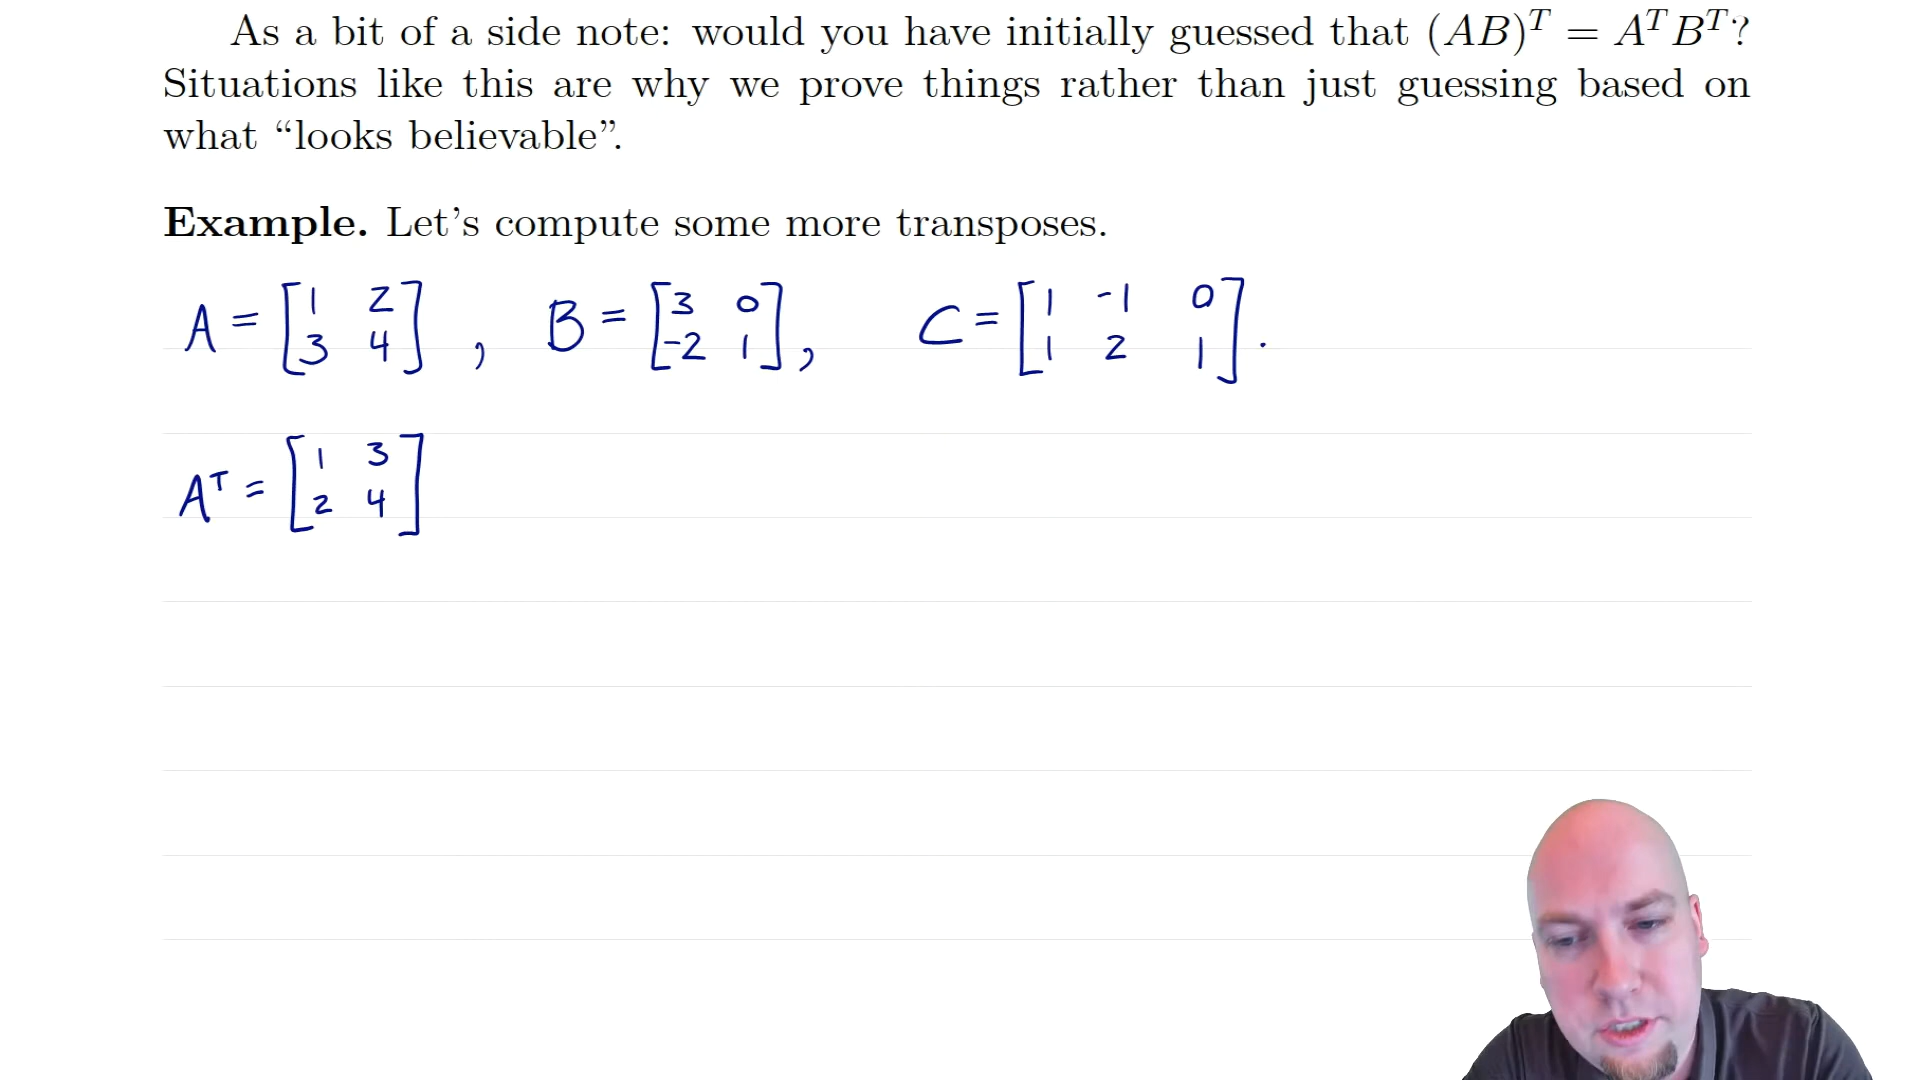 As a bit of a side note: would you have initially guessed that (AB)^T = A^T B^T?
Situations like this are why we prove things rather than just guessing based on
what “looks believable”.
Example. Let’s compute some more transposes.
A = [1 2; 3 4], B = [3 0; -2 1], C = [1 -1 0; 1 2 1].
A^T = [1 3; 2 4]